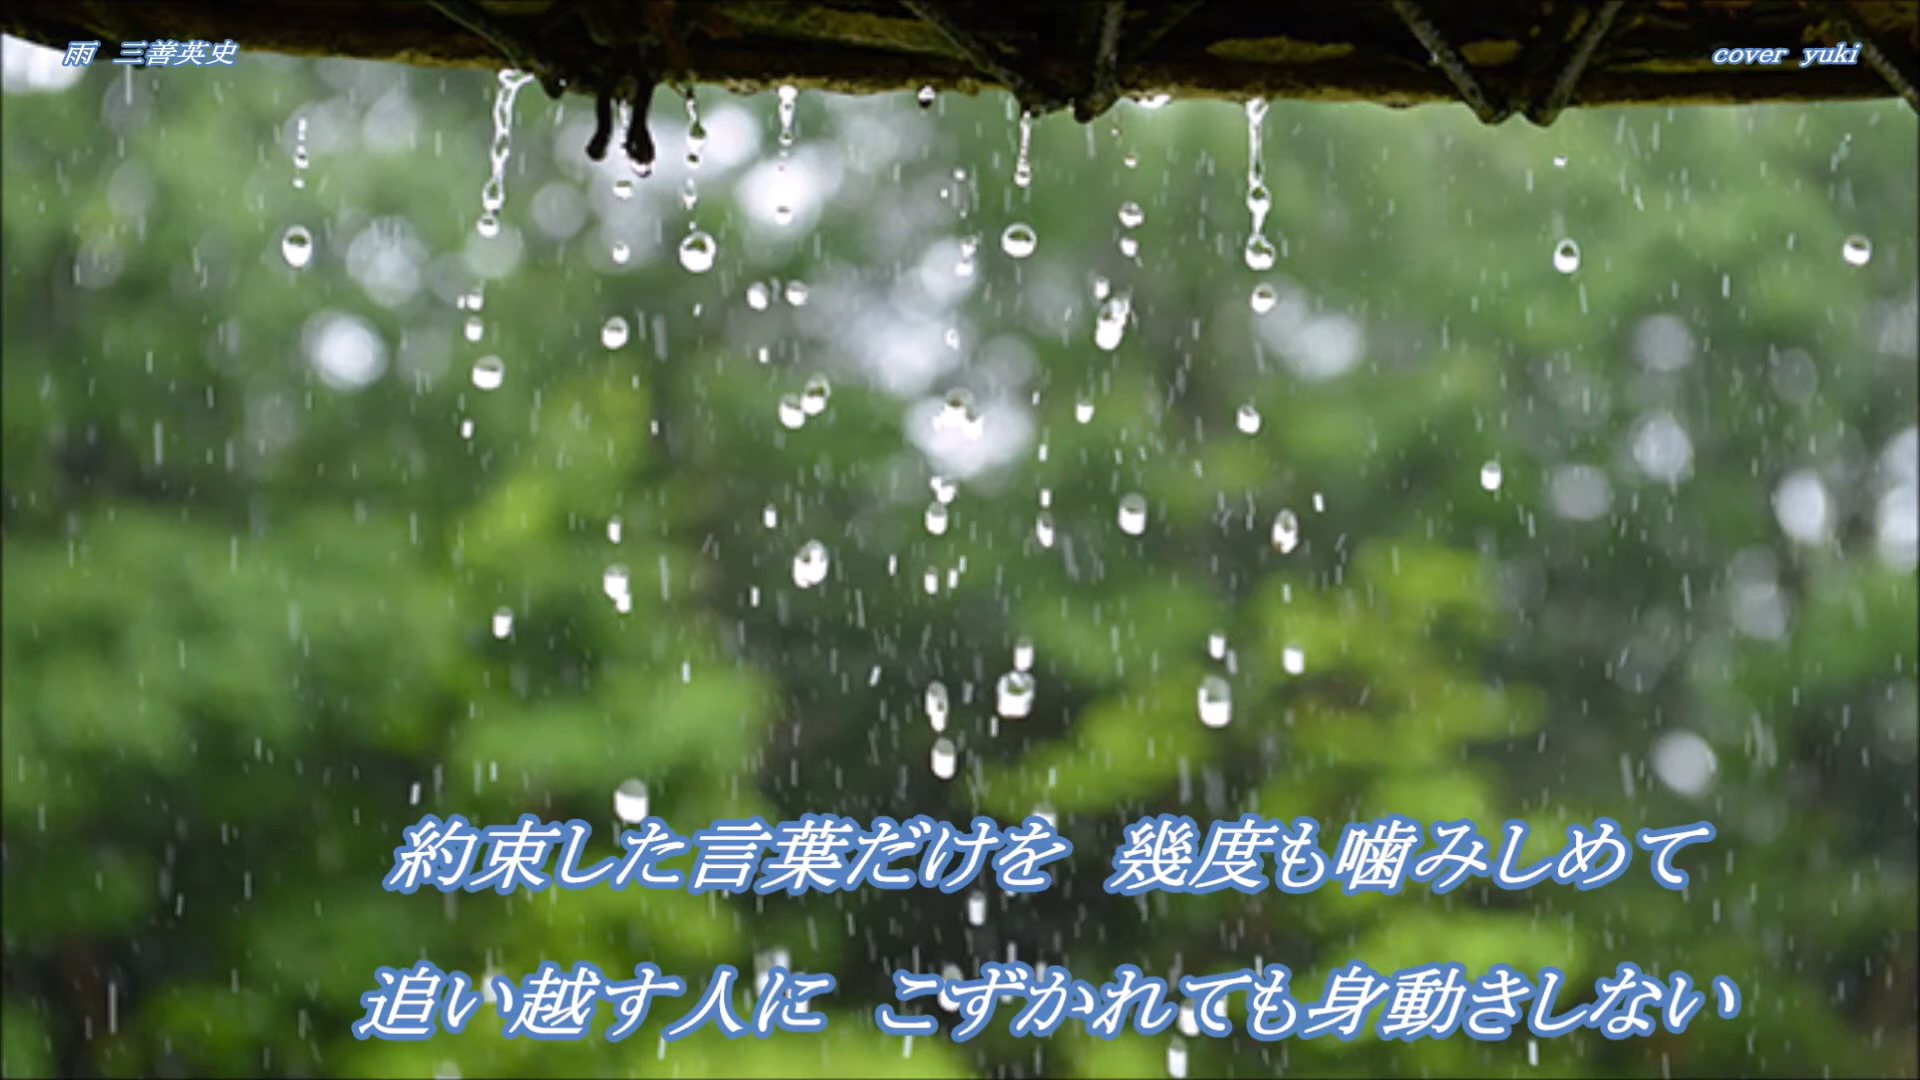 雨　三善英史
cover yuki
約束した言葉だけを　幾度も噛みしめて
追い越す人に　こずかれても身動きしない